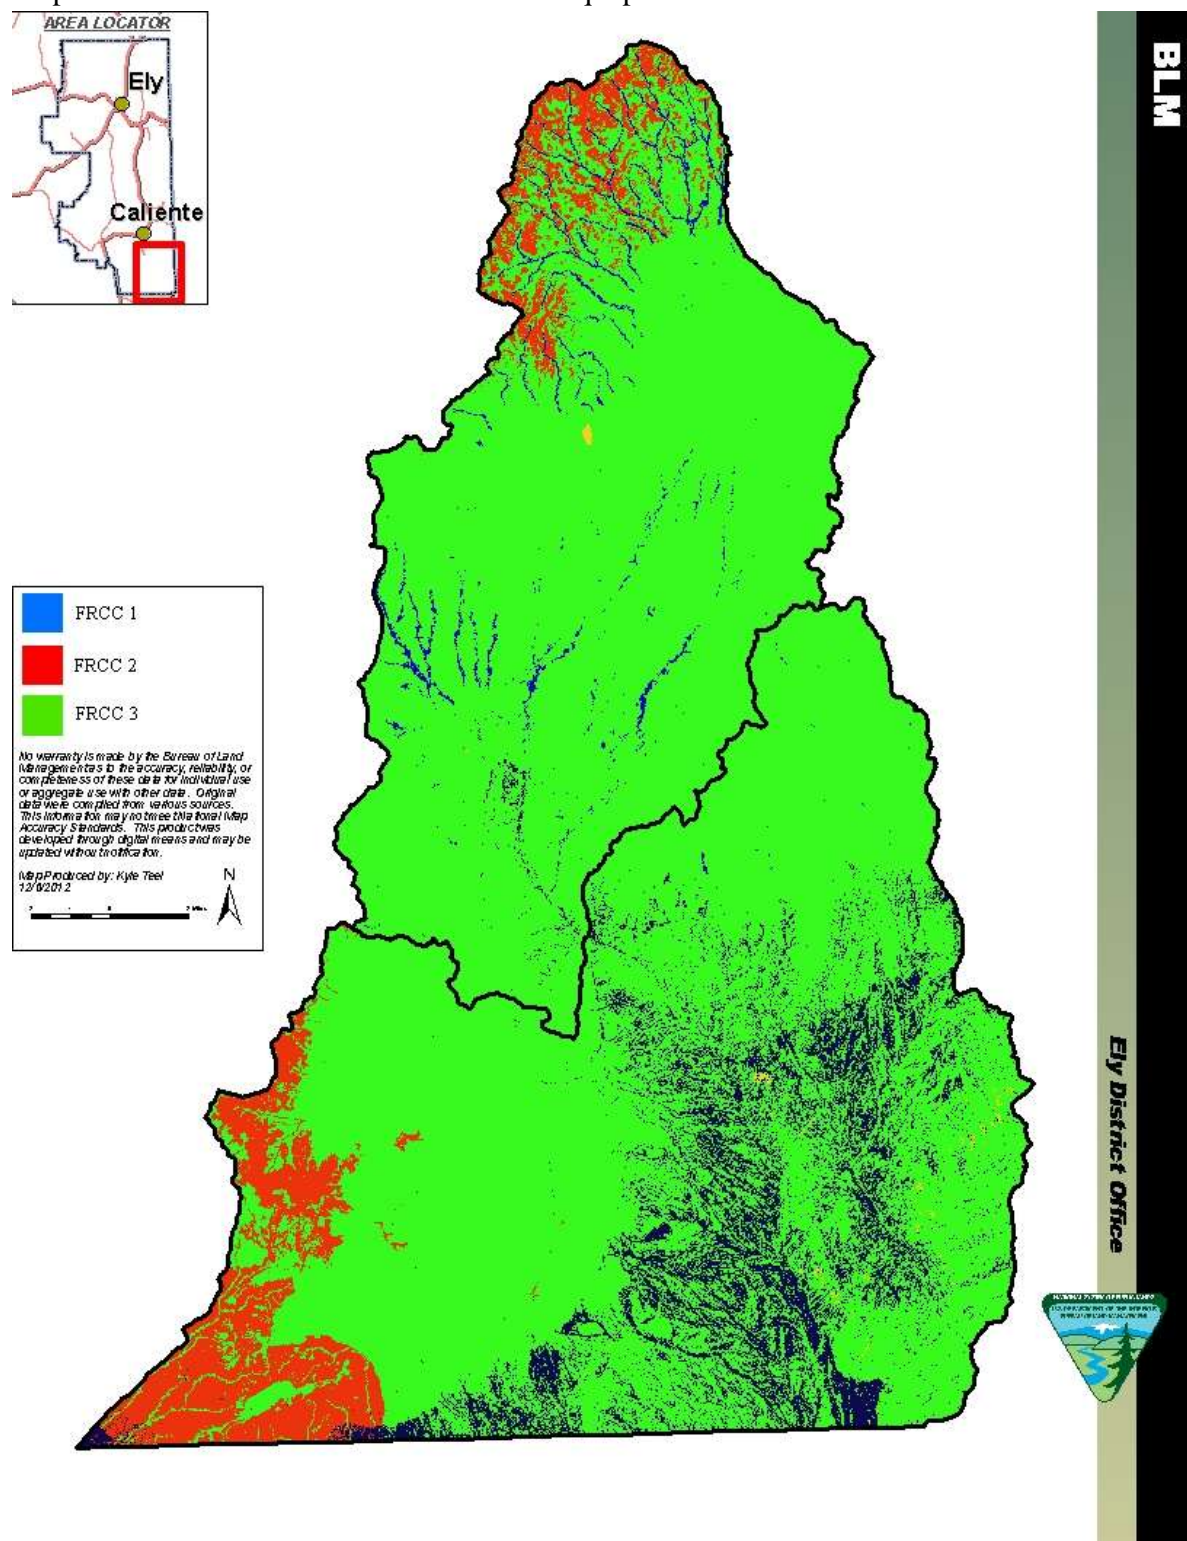 AREA LOCATOR
Ely
Caliente
BLM
FRCC 1
FRCC 2
FRCC 3
No warranty is made by the Bureau of Land
Management as to the accuracy, reliability, or
completeness of these data for individual use
or aggregate use with other data. Original
data were compiled from various sources.
This information may not meet National Map
Accuracy Standards. This product was
developed through digital means and may be
updated without notification.
Map Produced by: Kyle Teel
N
Ely District Office